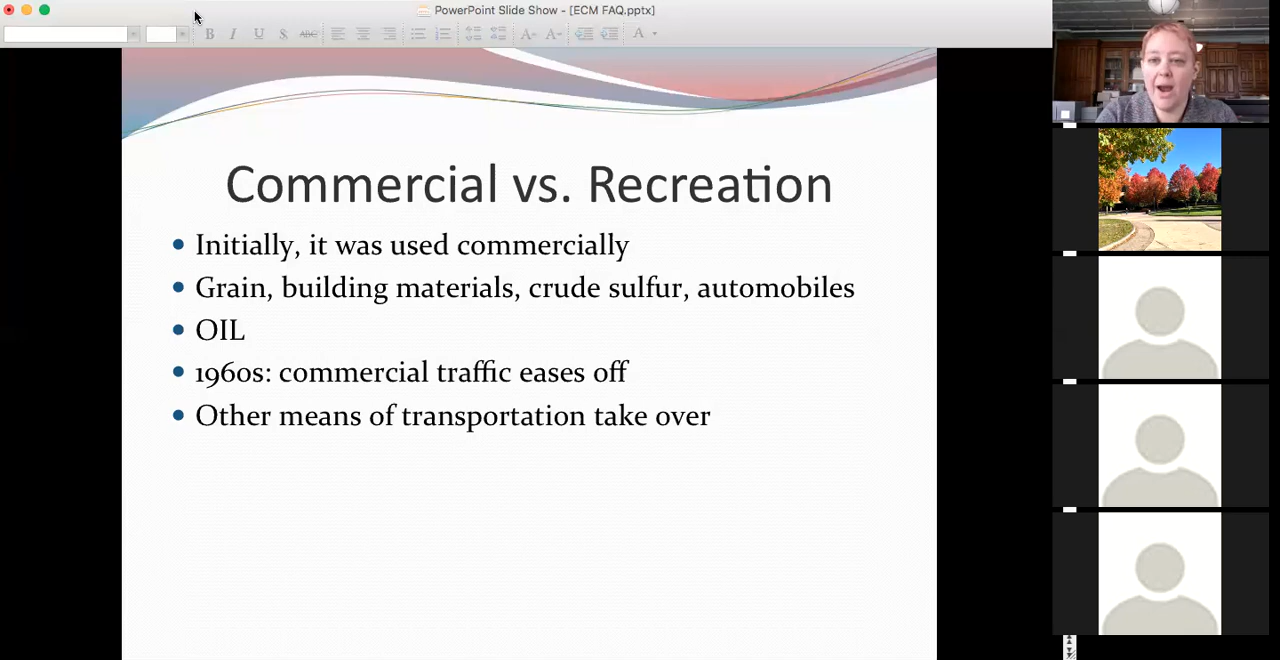 PowerPoint Slide Show - [ECM FAQ.pptx]
B I U S ABC A A A
Commercial vs. Recreation
• Initially, it was used commercially
• Grain, building materials, crude sulfur, automobiles
• OIL
• 1960s: commercial traffic eases off
• Other means of transportation take over